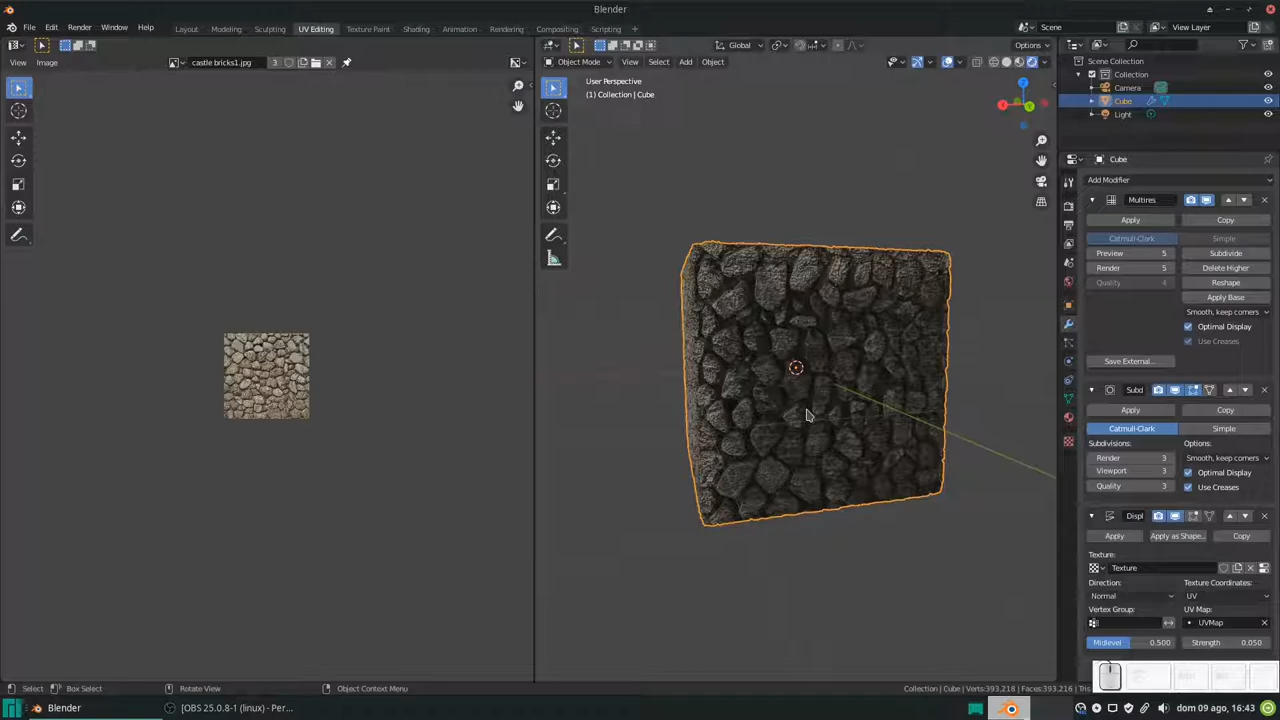 Blender
File Edit Render Window Help
Layout Modeling Sculpting UV Editing Texture Paint Shading Animation Rendering Compositing Scripting
Scene
View Layer
Global
Options
View Image
castle bricks1.jpg 3
Object Mode View Select Add Object
User Perspective
(1) Collection | Cube
Scene Collection
Collection
Camera
Cube
Light
Cube
Add Modifier
Multires
Apply Copy
Catmull-Clark Simple
Preview 5 Subdivide
Render 5 Delete Higher
Quality 4 Reshape
Apply Base
Smooth, keep corners
Optimal Display
Use Creases
Save External...
Subd
Apply Copy
Catmull-Clark Simple
Subdivisions: Options:
Render 3 Smooth, keep corners
Viewport 3 Optimal Display
Quality 3 Use Creases
Displ
Apply Apply as Shape... Copy
Texture:
Texture
Direction: Texture Coordinates:
Normal UV
Vertex Group: UV Map:
UVMap
Midlevel 0.500 Strength 0.050
Select Box Select Rotate View Object Context Menu
Collection | Cube | Verts:393,218 | Faces:393,216 | Tris
Blender
[OBS 25.0.8-1 (linux) - Per...
dom 09 ago, 16:43